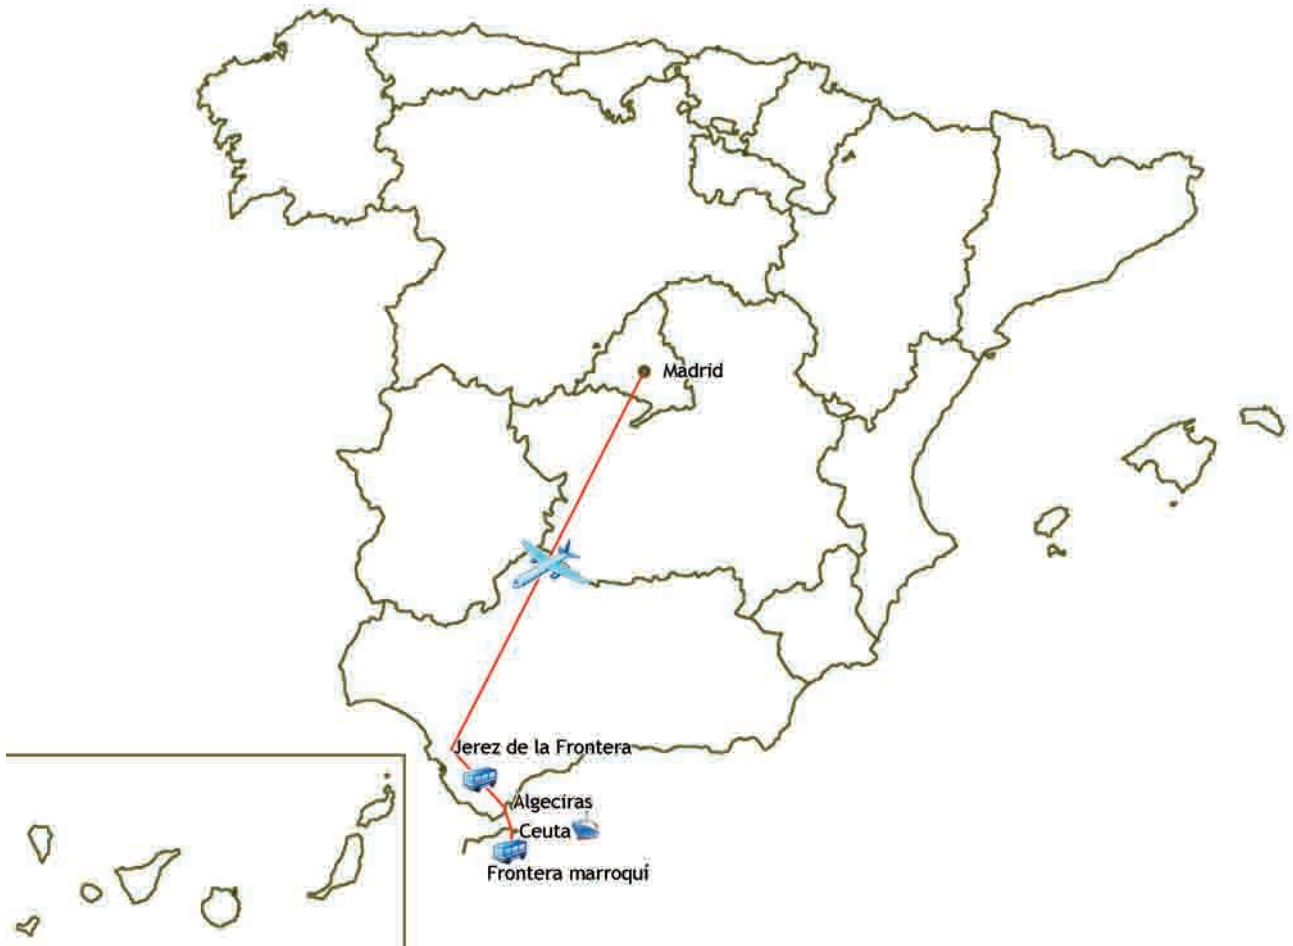 Madrid
Jerez de la Frontera
Algeciras
Ceuta
Frontera marroquí